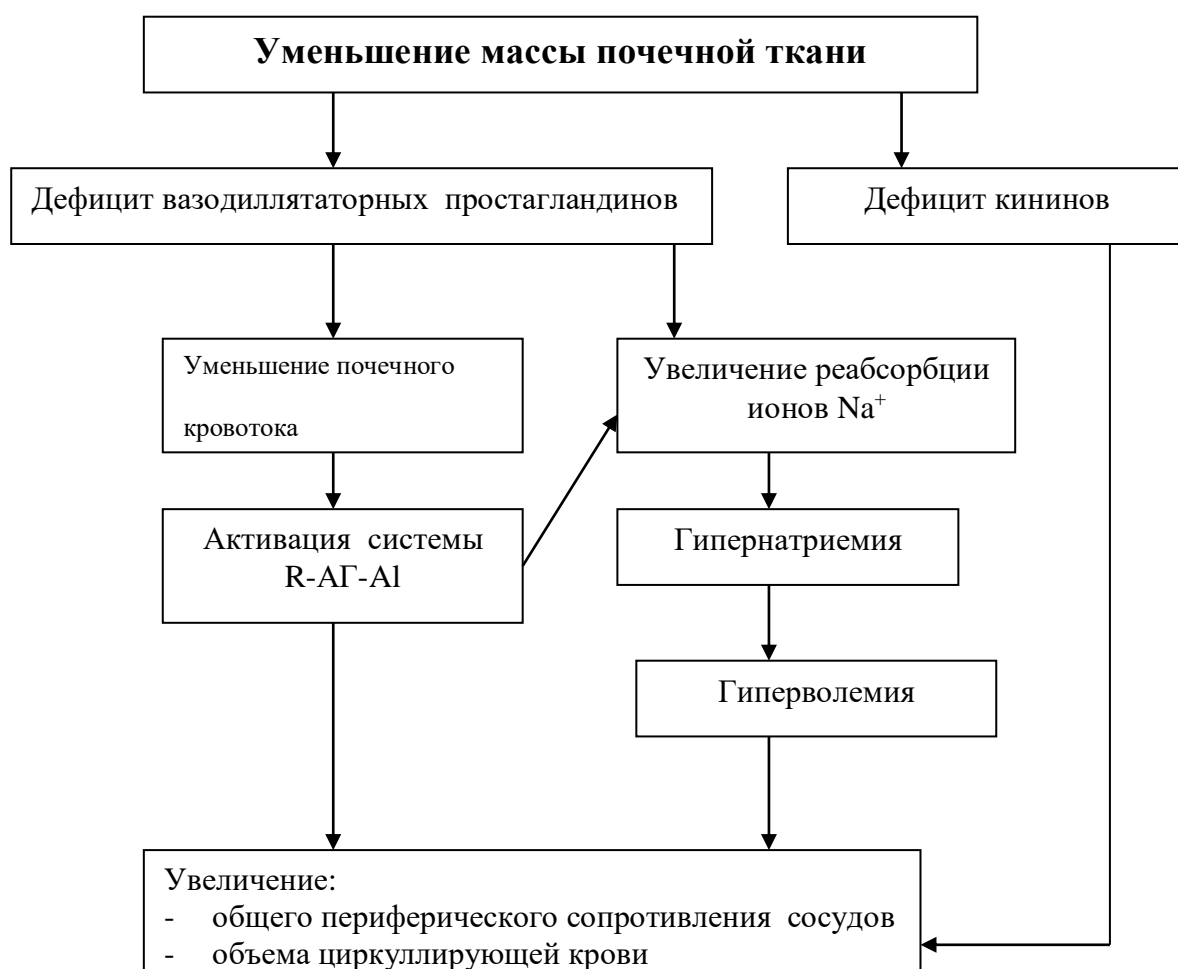 Уменьшение массы почечной ткани
Дефицит вазодиллятаторных простагландинов
Дефицит кининов
Уменьшение почечного
кровотока
Увеличение реабсорбции
ионов Na⁺
Активация системы
R-АГ-Al
Гипернатриемия
Гиперволемия
Увеличение:
- общего периферического сопротивления сосудов
- объема циркуллирующей крови